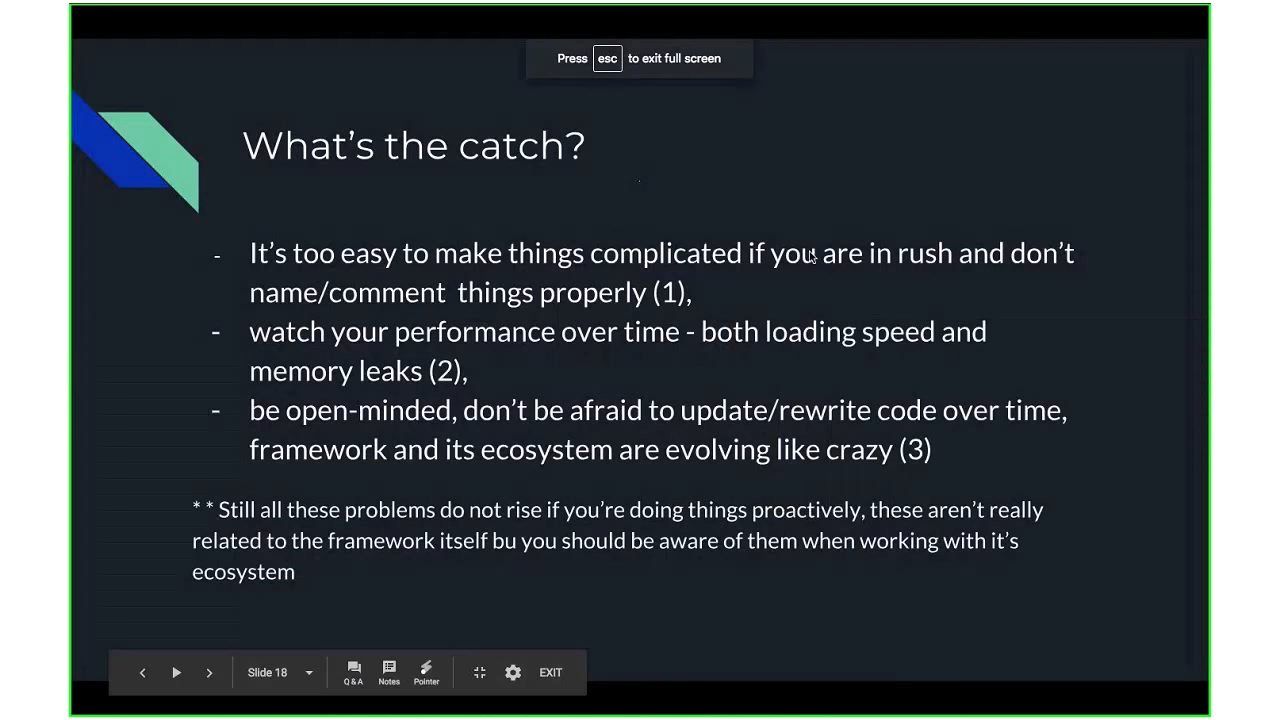 Press esc to exit full screen
What's the catch?
- It's too easy to make things complicated if you are in rush and don't
name/comment things properly (1),
- watch your performance over time - both loading speed and
memory leaks (2),
- be open-minded, don't be afraid to update/rewrite code over time,
framework and its ecosystem are evolving like crazy (3)
* * Still all these problems do not rise if you're doing things proactively, these aren't really
related to the framework itself bu you should be aware of them when working with it's
ecosystem
Slide 18 Q & A Notes Pointer EXIT